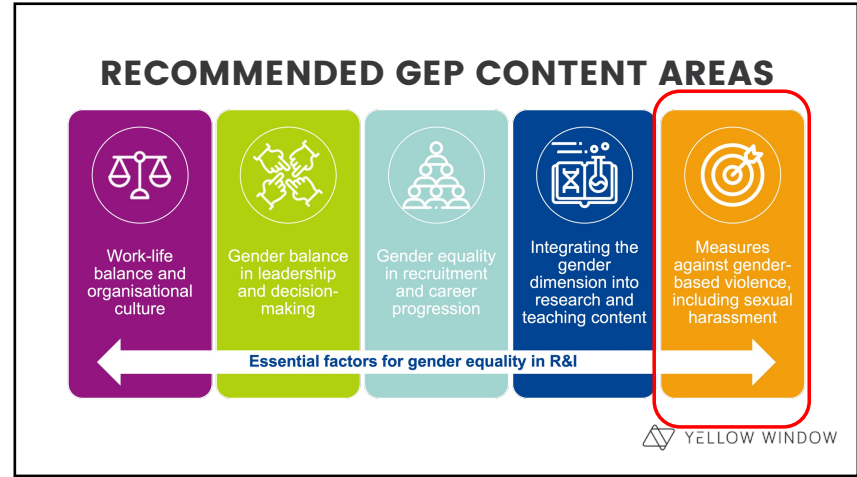 RECOMMENDED GEP CONTENT AREAS
Work-life
balance and
organisational
culture
Gender balance
in leadership
and decision-
making
Gender equality
in recruitment
and career
progression
Integrating the
gender
dimension into
research and
teaching content
Measures
against gender-
based violence,
including sexual
harassment
Essential factors for gender equality in R&I
YELLOW WINDOW